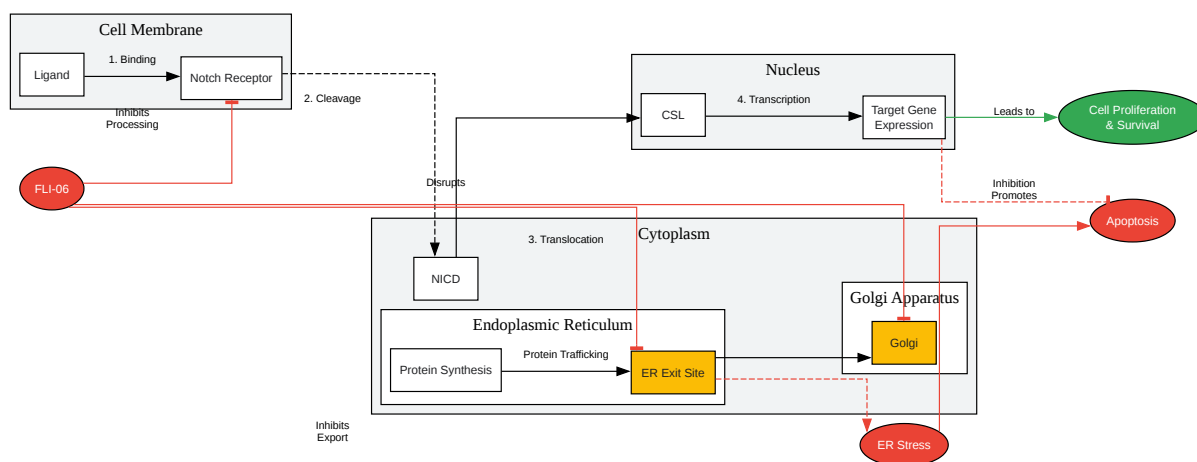 Cell Membrane
Ligand
1. Binding
Notch Receptor
2. Cleavage
Inhibits
Processing
FLI-06
Disrupts
Nucleus
CSL
4. Transcription
Target Gene
Expression
Leads to
Cell Proliferation
& Survival
Inhibition
Promotes
Apoptosis
3. Translocation
Cytoplasm
NICD
Endoplasmic Reticulum
Protein Synthesis
Protein Trafficking
ER Exit Site
Golgi Apparatus
Golgi
Inhibits
Export
ER Stress